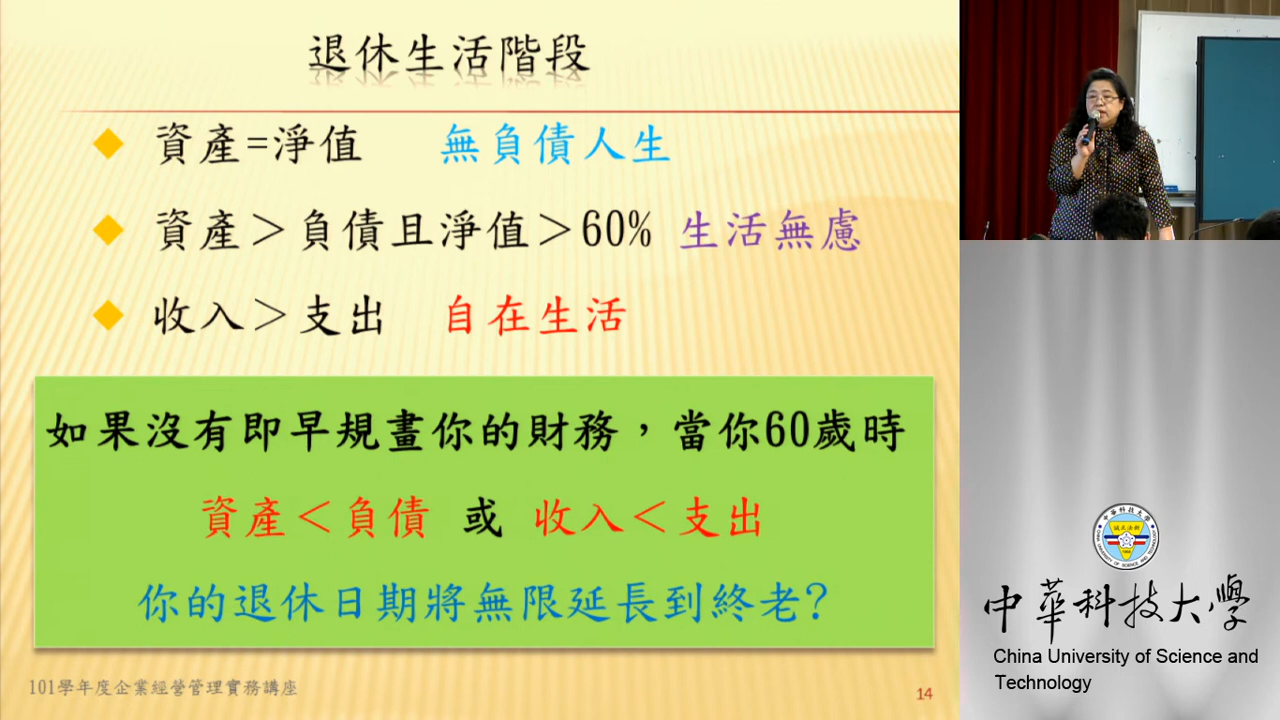 退休生活階段
資產=淨值 無負債人生
資產＞負債且淨值＞60% 生活無慮
收入＞支出 自在生活
如果沒有即早規畫你的財務，當你60歲時
資產＜負債 或 收入＜支出
你的退休日期將無限延長到終老?
101學年度企業經營管理實務講座
14
中華科技大學
China University of Science and
Technology